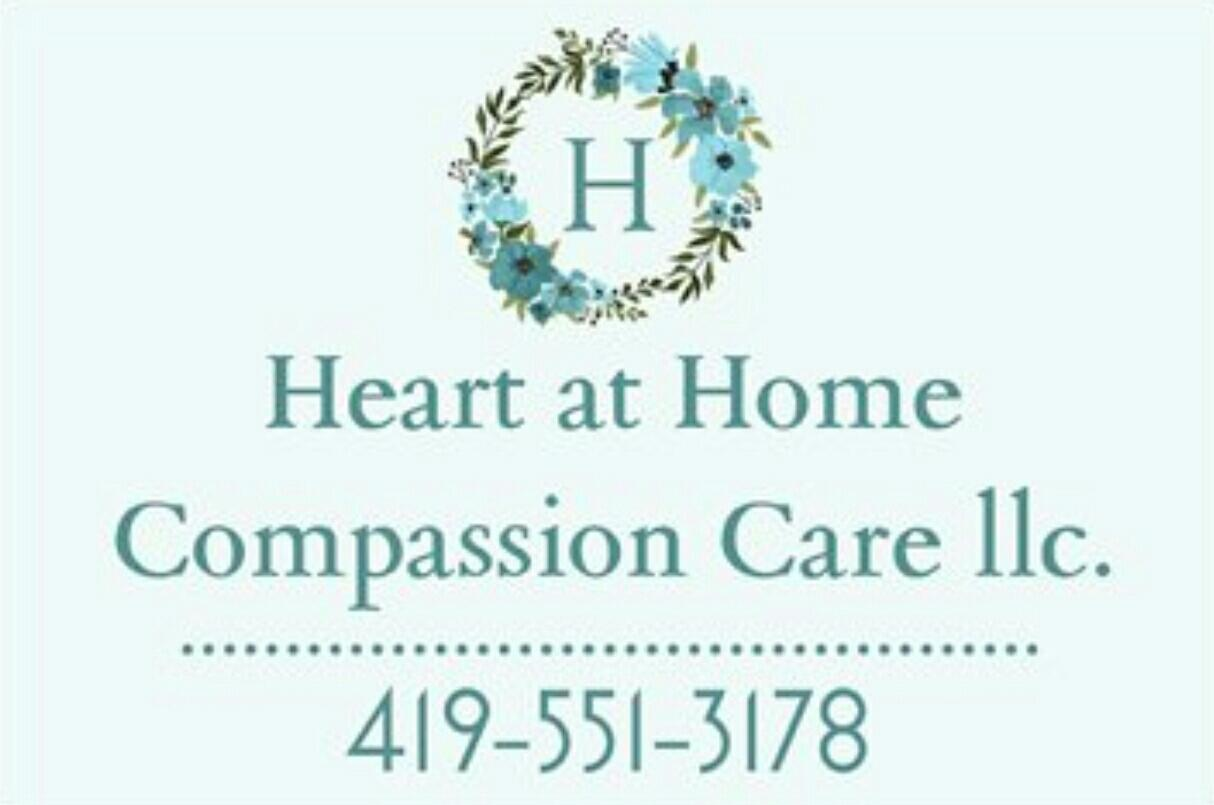 H
Heart at Home
Compassion Care llc.
419-551-3178